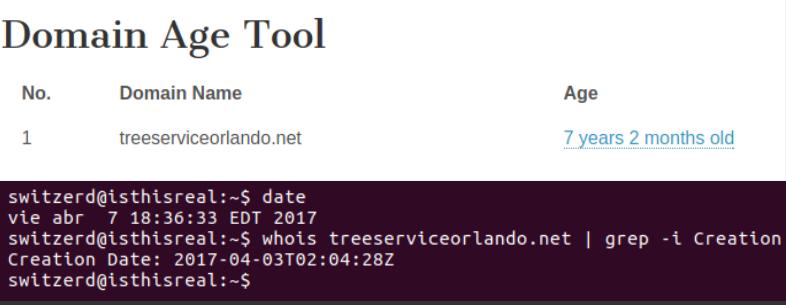 Domain Age Tool
No. Domain Name Age
1 treeserviceorlando.net 7 years 2 months old
switzerd@isthisreal:~$ date
vie abr  7 18:36:33 EDT 2017
switzerd@isthisreal:~$ whois treeserviceorlando.net | grep -i Creation
Creation Date: 2017-04-03T02:04:28Z
switzerd@isthisreal:~$